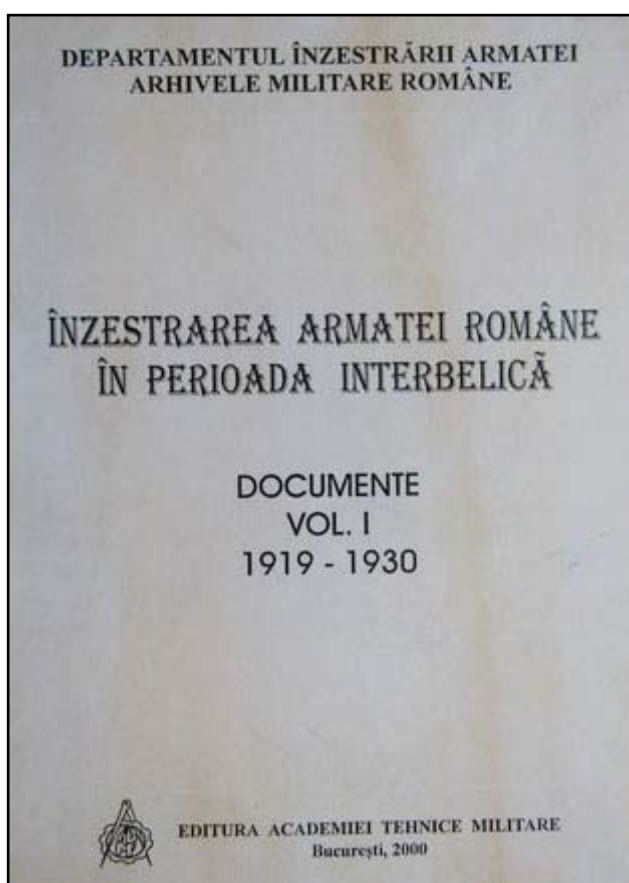 DEPARTAMENTUL ÎNZESTRĂRII ARMATEI
ARHIVELE MILITARE ROMÂNE
ÎNZESTRAREA ARMATEI ROMÂNE
ÎN PERIOADA INTERBELICĂ
DOCUMENTE
VOL. I
1919 - 1930
EDITURA ACADEMIEI TEHNICE MILITARE
Bucureşti, 2000